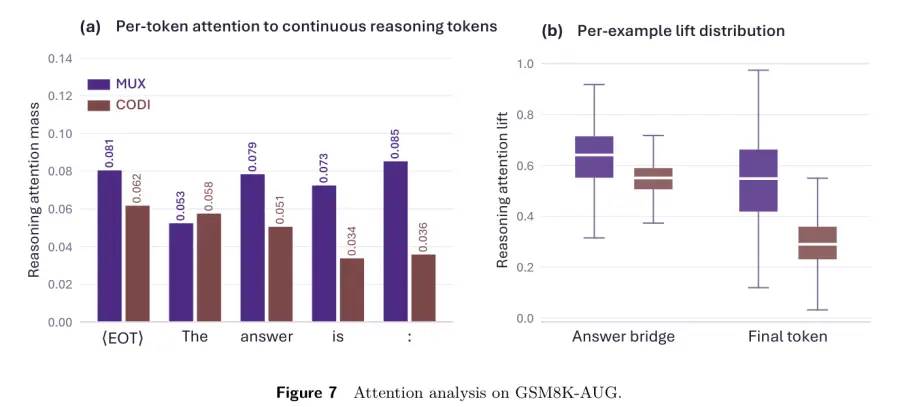 (a) Per-token attention to continuous reasoning tokens
Reasoning attention mass
0.14
0.12
0.10
0.08
0.06
0.04
0.02
0.00
MUX
CODI
0.081
0.062
0.053
0.058
0.079
0.051
0.073
0.034
0.085
0.036
⟨EOT⟩ The answer is :
(b) Per-example lift distribution
Reasoning attention lift
1.0
0.8
0.6
0.4
0.2
0.0
Answer bridge Final token
Figure 7 Attention analysis on GSM8K-AUG.